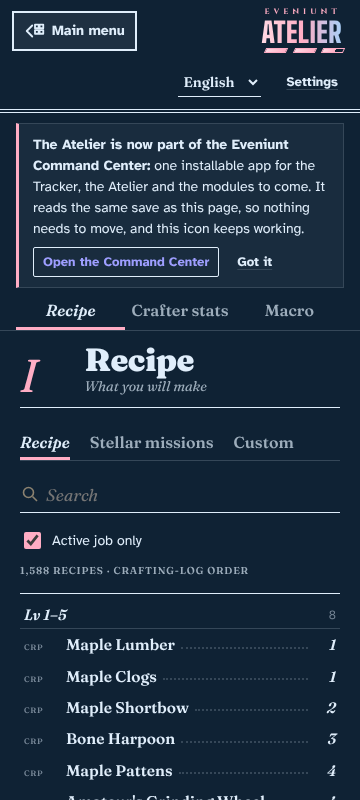 Main menu
EVENIUNT
ATELIER
English
Settings
The Atelier is now part of the Eveniunt
Command Center: one installable app for the
Tracker, the Atelier and the modules to come. It
reads the same save as this page, so nothing
needs to move, and this icon keeps working.
Open the Command Center
Got it
Recipe
Crafter stats
Macro
I
Recipe
What you will make
Recipe
Stellar missions
Custom
Search
Active job only
1,588 RECIPES · CRAFTING-LOG ORDER
Lv 1–5 8
CRP Maple Lumber 1
CRP Maple Clogs 1
CRP Maple Shortbow 2
CRP Bone Harpoon 3
CRP Maple Pattens 4
Amateur's Grinding Wheel